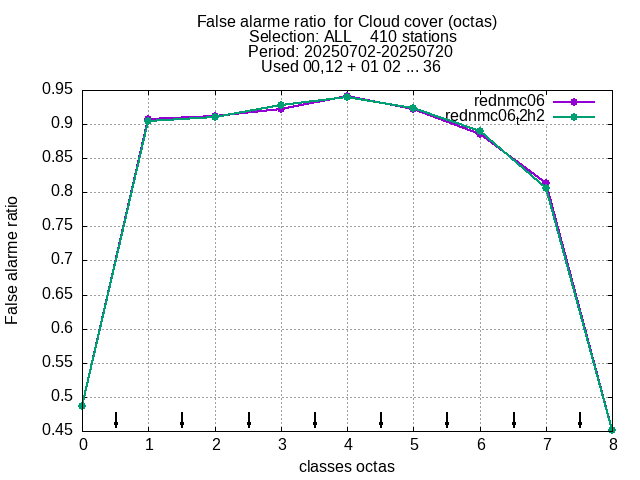 False alarme ratio  for Cloud cover (octas)
Selection: ALL    410 stations
Period: 20250702-20250720
Used 00,12 + 01 02 ... 36
0.95
0.9
0.85
0.8
0.75
0.7
0.65
0.6
0.55
0.5
0.45
False alarme ratio
rednmc06
rednmc06,2h2
0 1 2 3 4 5 6 7 8
classes octas